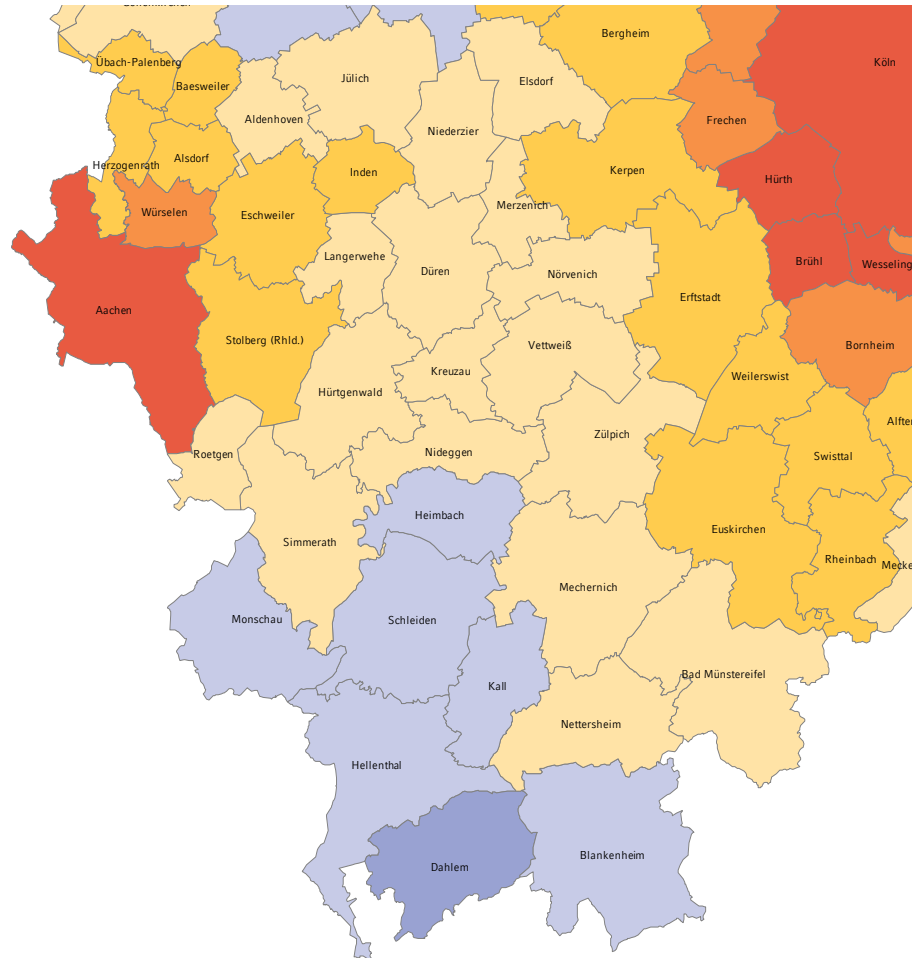 Bergheim
Köln
Übach-Palenberg
Baesweiler
Jülich
Elsdorf
Aldenhoven
Niederzier
Frechen
Herzogenrath
Alsdorf
Inden
Kerpen
Hürth
Würselen
Eschweiler
Merzenich
Langerwehe
Düren
Nörvenich
Brühl
Wesseling
Aachen
Stolberg (Rhld.)
Erftstadt
Vettweiß
Bornheim
Kreuzau
Weilerswist
Hürtgenwald
Zülpich
Alfter
Roetgen
Nideggen
Swisttal
Heimbach
Euskirchen
Simmerath
Rheinbach
Mecke
Mechernich
Monschau
Schleiden
Kall
Bad Münstereifel
Nettersheim
Hellenthal
Blankenheim
Dahlem